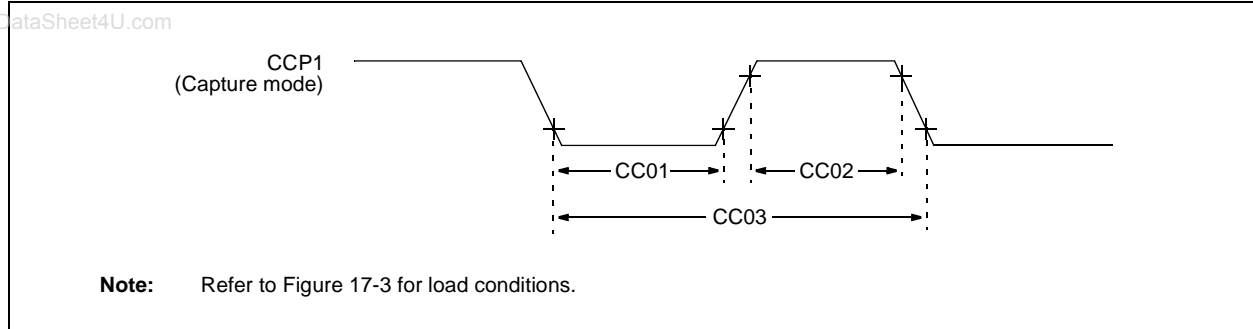 DataSheet4U.com
CCP1
(Capture mode)
CC01
CC02
CC03
Note: Refer to Figure 17-3 for load conditions.